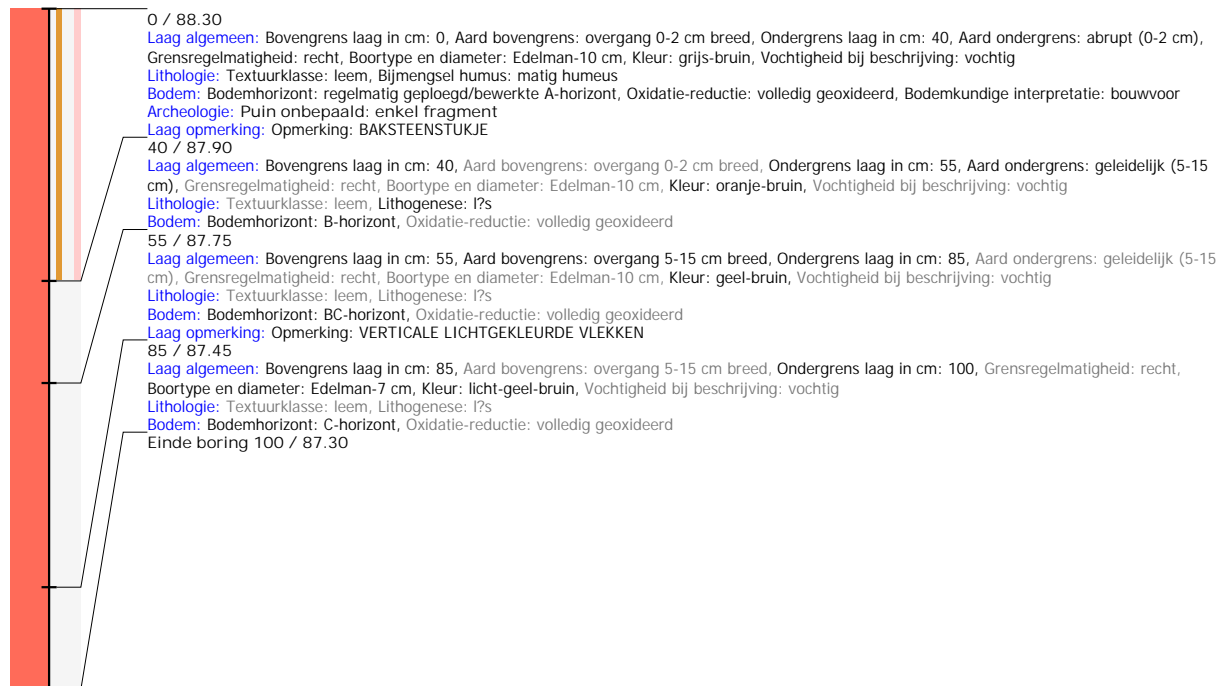 0 / 88.30
Laag algemeen: Bovengrens laag in cm: 0, Aard bovengrens: overgang 0-2 cm breed, Ondergrens laag in cm: 40, Aard ondergrens: abrupt (0-2 cm),
Grensregelmatigheid: recht, Boortype en diameter: Edelman-10 cm, Kleur: grijs-bruin, Vochtigheid bij beschrijving: vochtig
Lithologie: Textuurklasse: leem, Bijmengsel humus: matig humeus
Bodem: Bodemhorizont: regelmatig geploegd/bewerkte A-horizont, Oxidatie-reductie: volledig geoxideerd, Bodemkundige interpretatie: bouwvoor
Archeologie: Puin onbepaald: enkel fragment
Laag opmerking: Opmerking: BAKSTEENSTUKJE
40 / 87.90
Laag algemeen: Bovengrens laag in cm: 40, Aard bovengrens: overgang 0-2 cm breed, Ondergrens laag in cm: 55, Aard ondergrens: geleidelijk (5-15
cm), Grensregelmatigheid: recht, Boortype en diameter: Edelman-10 cm, Kleur: oranje-bruin, Vochtigheid bij beschrijving: vochtig
Lithologie: Textuurklasse: leem, Lithogenese: l?s
Bodem: Bodemhorizont: B-horizont, Oxidatie-reductie: volledig geoxideerd
55 / 87.75
Laag algemeen: Bovengrens laag in cm: 55, Aard bovengrens: overgang 5-15 cm breed, Ondergrens laag in cm: 85, Aard ondergrens: geleidelijk (5-15
cm), Grensregelmatigheid: recht, Boortype en diameter: Edelman-10 cm, Kleur: geel-bruin, Vochtigheid bij beschrijving: vochtig
Lithologie: Textuurklasse: leem, Lithogenese: l?s
Bodem: Bodemhorizont: BC-horizont, Oxidatie-reductie: volledig geoxideerd
Laag opmerking: Opmerking: VERTICALE LICHTGEKLEURDE VLEKKEN
85 / 87.45
Laag algemeen: Bovengrens laag in cm: 85, Aard bovengrens: overgang 5-15 cm breed, Ondergrens laag in cm: 100, Grensregelmatigheid: recht,
Boortype en diameter: Edelman-7 cm, Kleur: licht-geel-bruin, Vochtigheid bij beschrijving: vochtig
Lithologie: Textuurklasse: leem, Lithogenese: l?s
Bodem: Bodemhorizont: C-horizont, Oxidatie-reductie: volledig geoxideerd
Einde boring 100 / 87.30